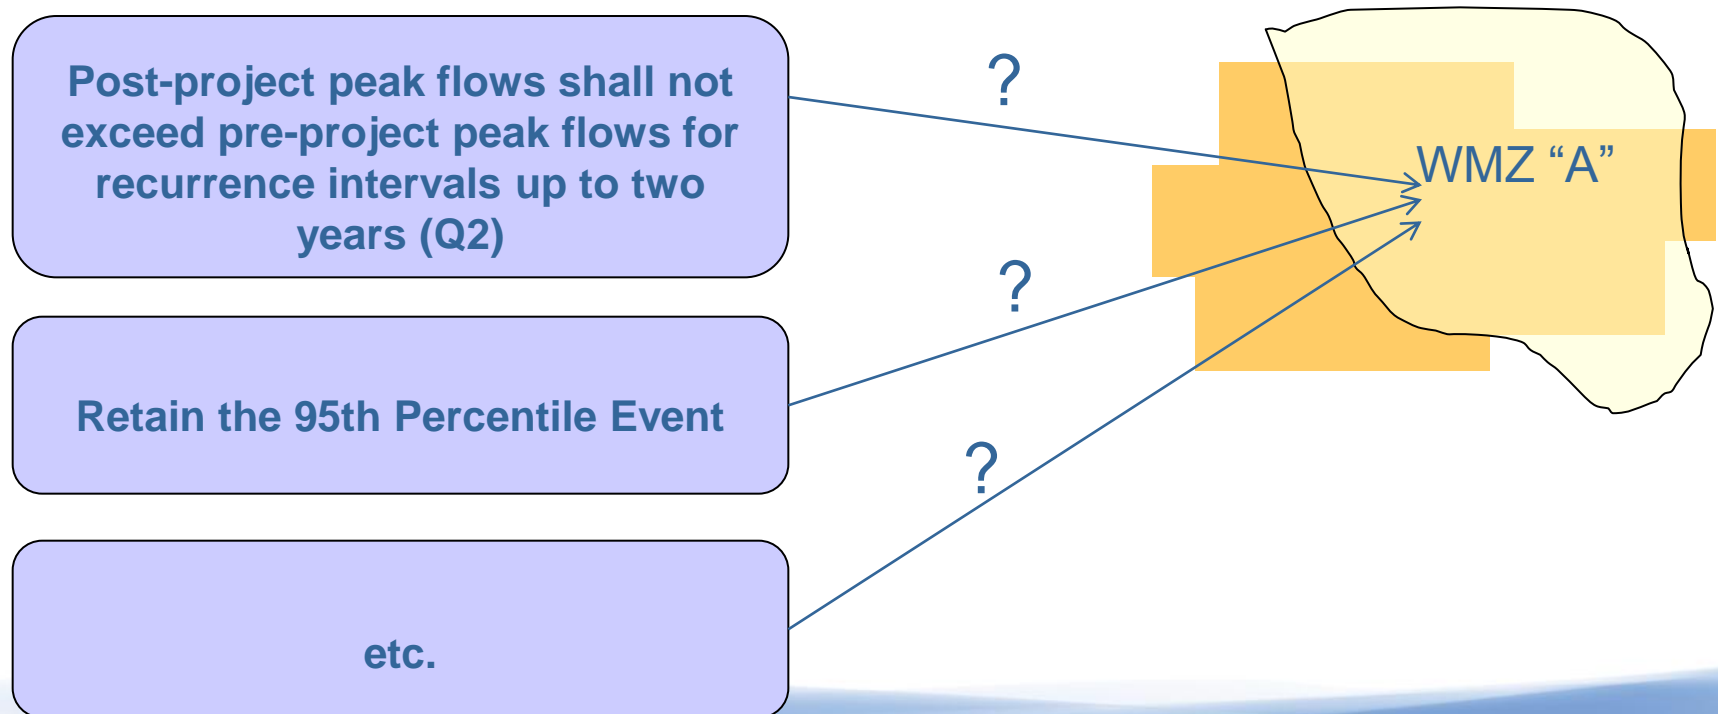 Post-project peak flows shall not
exceed pre-project peak flows for
recurrence intervals up to two
years (Q2)
?
WMZ “A”
?
Retain the 95th Percentile Event
?
etc.